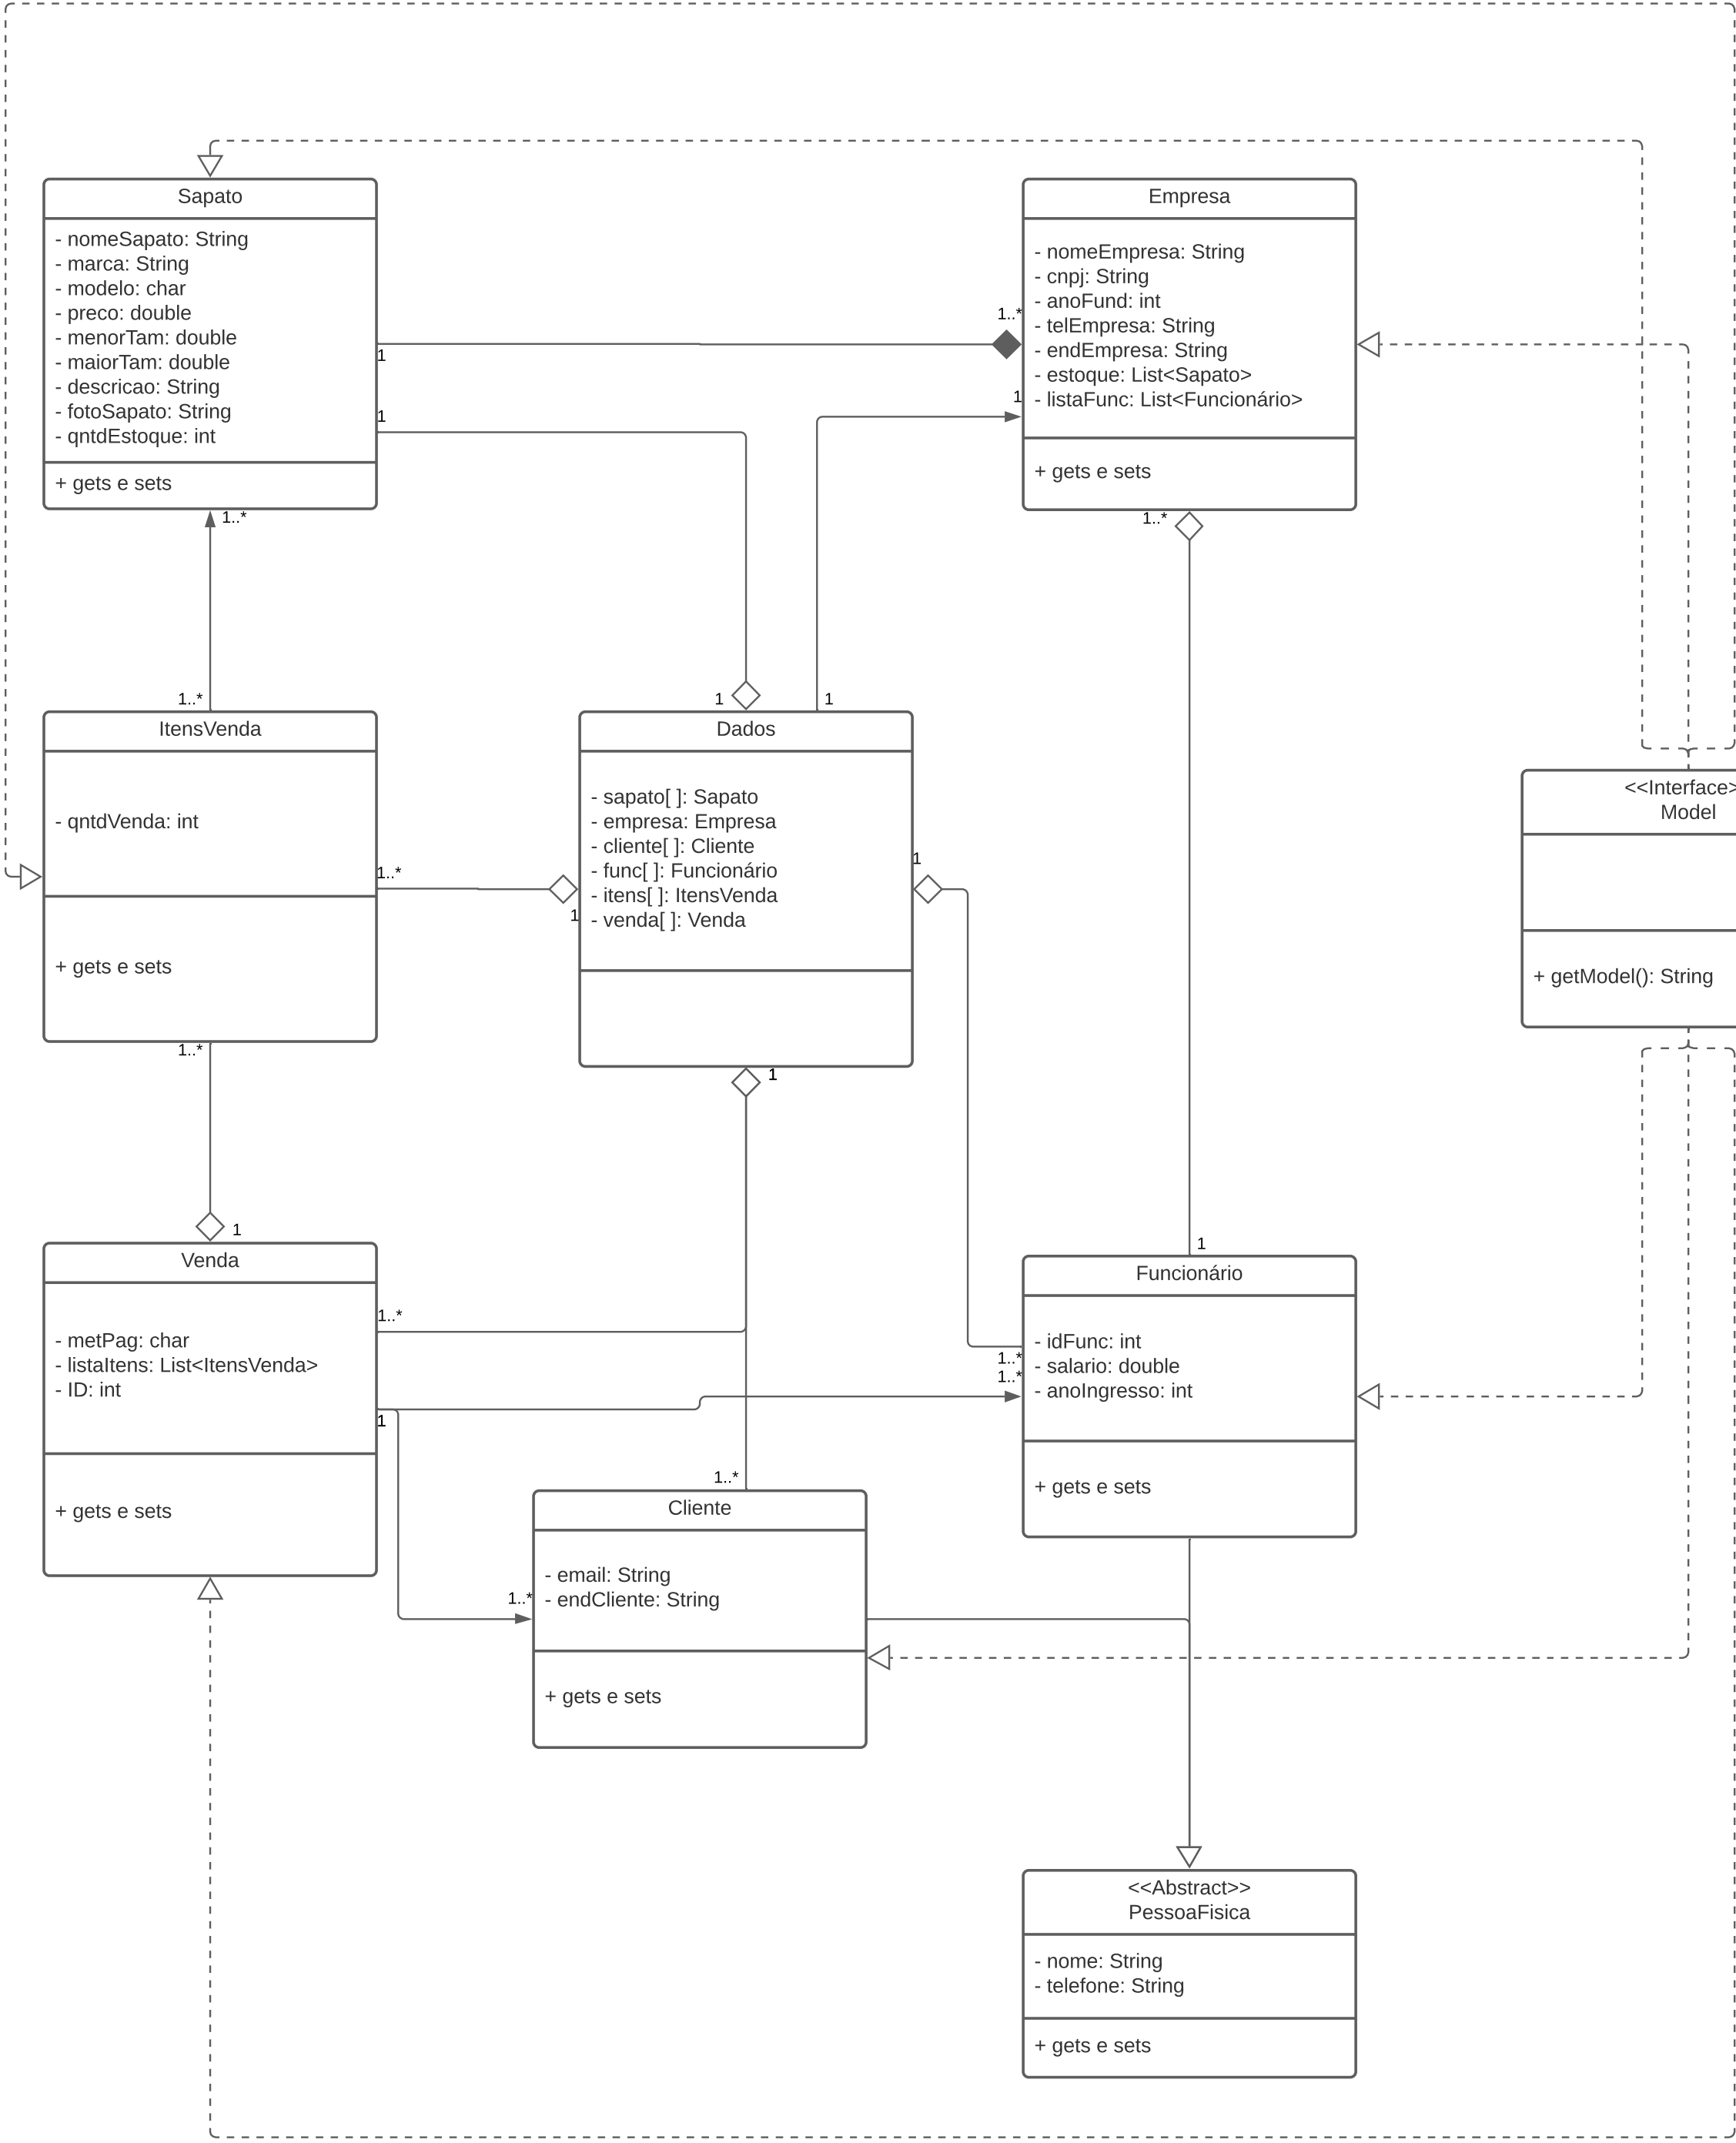 Sapato
- nomeSapato: String
- marca: String
- modelo: char
- preco: double
- menorTam: double
- maiorTam: double
- descricao: String
- fotoSapato: String
- qntdEstoque: int
+ gets e sets
Empresa
- nomeEmpresa: String
- cnpj: String
- anoFund: int
- telEmpresa: String
- endEmpresa: String
- estoque: List<Sapato>
- listaFunc: List<Funcionário>
+ gets e sets
1..*
1
1
1
1..*
1..*
1..*
1
1
ItensVenda
- qntdVenda: int
+ gets e sets
Dados
- sapato[ ]: Sapato
- empresa: Empresa
- cliente[ ]: Cliente
- func[ ]: Funcionário
- itens[ ]: ItensVenda
- venda[ ]: Venda
<<Interface>
Model
+ getModel(): String
1..*
1
1
1..*
1
1
1
Venda
- metPag: char
- listaItens: List<ItensVenda>
- ID: int
+ gets e sets
Funcionário
- idFunc: int
- salario: double
- anoIngresso: int
+ gets e sets
1..*
1..*
1..*
1
1..*
1..*
Cliente
- email: String
- endCliente: String
+ gets e sets
<<Abstract>>
PessoaFisica
- nome: String
- telefone: String
+ gets e sets